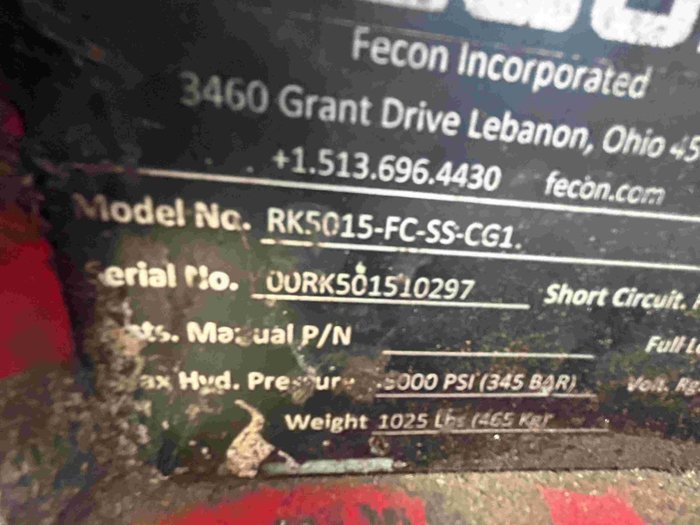 Fecon Incorporated
3460 Grant Drive Lebanon, Ohio 45
+1.513.696.4430 fecon.com
Model No. RK5015-FC-SS-CG1.
Serial No. 00RK501510297 Short Circuit.
Manual P/N Full L
Max Hyd. Pressure 5000 PSI (345 BAR) Volt.
Weight 1025 Lbs (465 Kg)